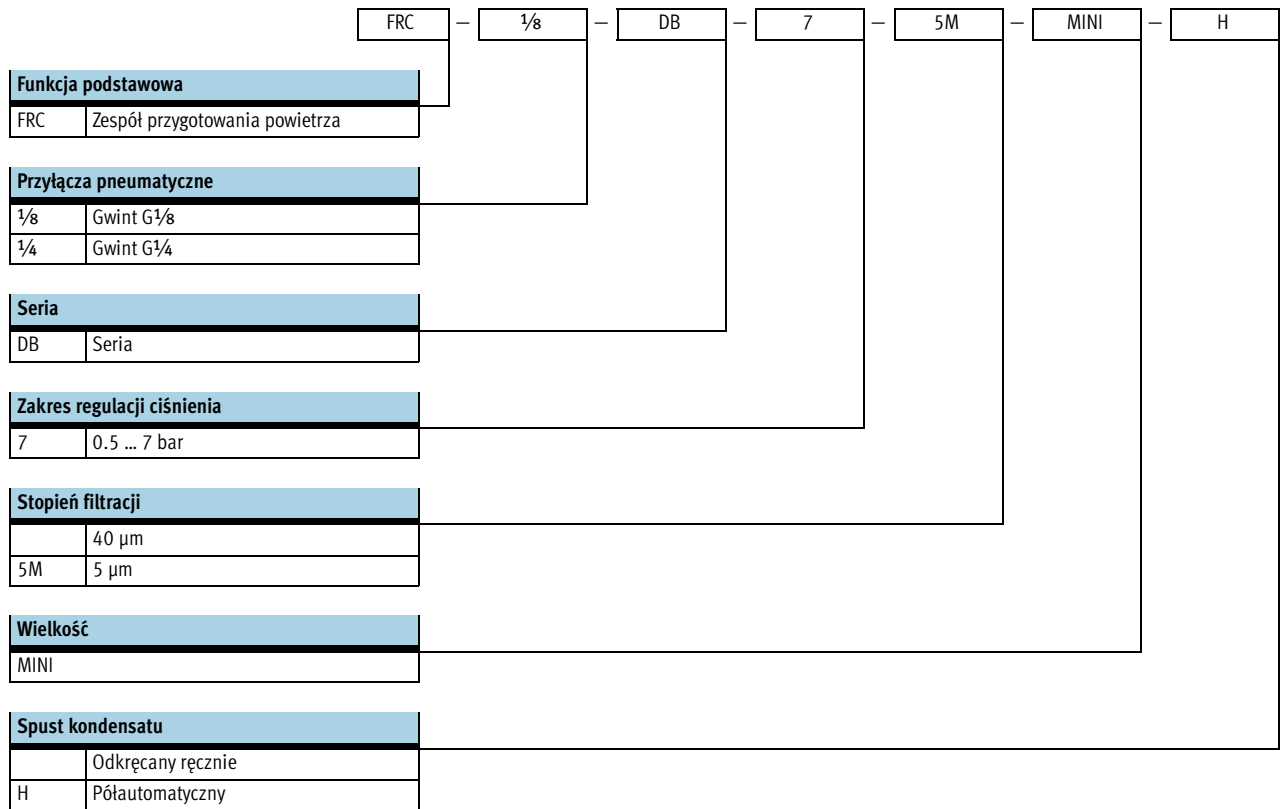 FRC – ⅛ – DB – 7 – 5M – MINI – H
Funkcja podstawowa
FRC Zespół przygotowania powietrza
Przyłącza pneumatyczne
⅛ Gwint G⅛
¼ Gwint G¼
Seria
DB Seria
Zakres regulacji ciśnienia
7 0.5 … 7 bar
Stopień filtracji
40 µm
5M 5 µm
Wielkość
MINI
Spust kondensatu
Odkręcany ręcznie
H Półautomatyczny